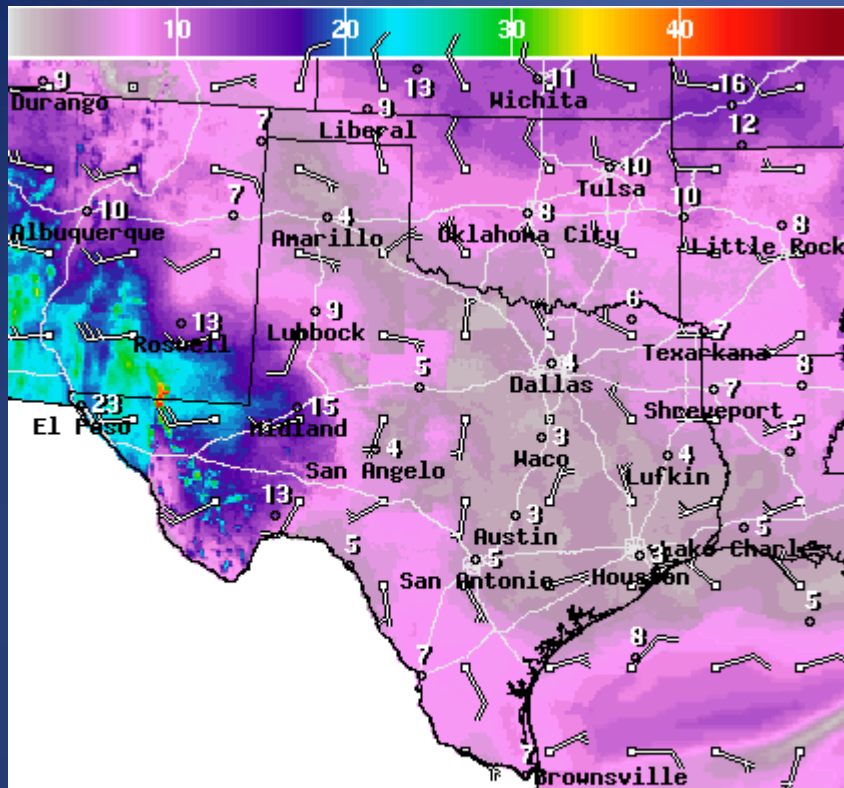 10 20 30 40
9 13 11 16
Durango Wichita
9
Liberal
7 12
10
Tulsa
10 7 4 8 10 8
Albuquerque Amarillo Oklahoma City Little Rock
13 9 6 7
Roswell Lubbock Texarkana
5 4 8
Dallas
7
23 15 Shreveport
El Paso Midland
4 3 4 5
San Angelo Waco Lufkin
13 3 5
Austin
5 5 3 Lake Charles
San Antonio Houston
5
7 8
7
Brownsville